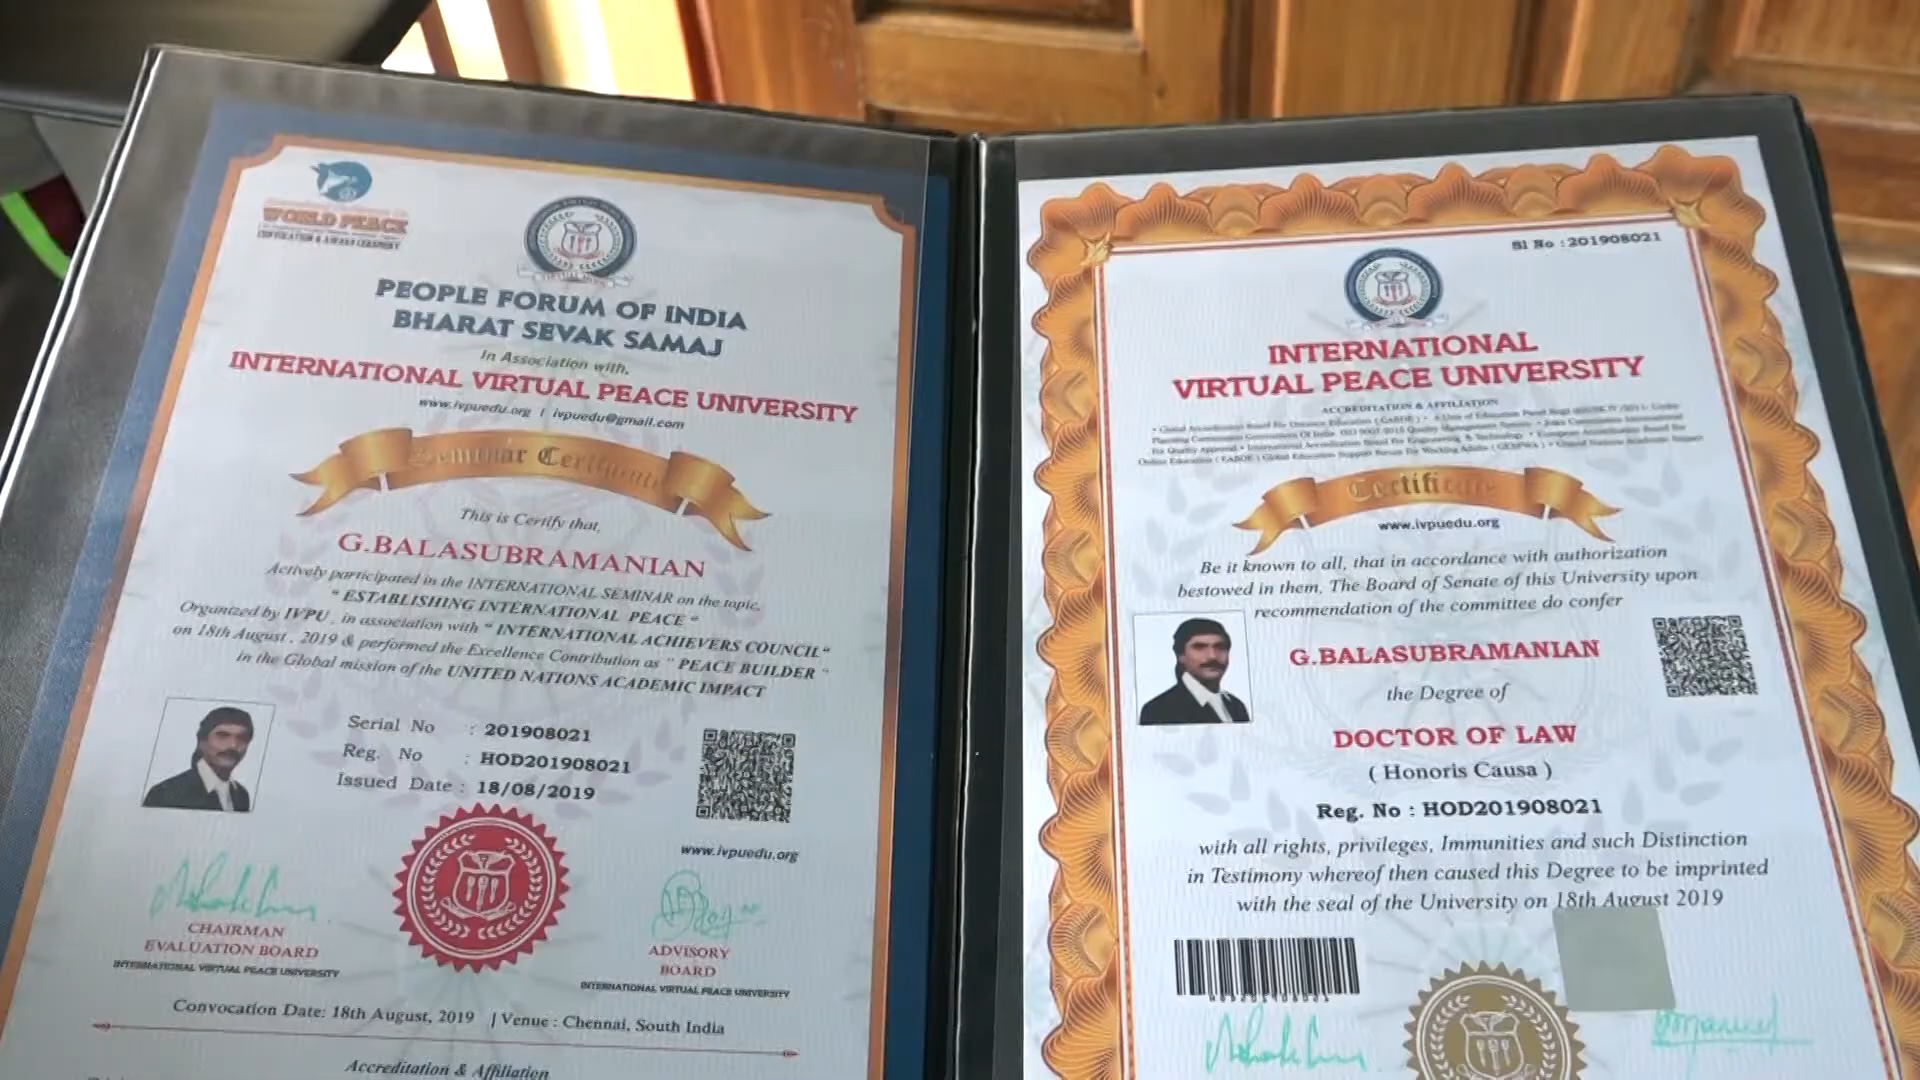 WORLD PEACE
CONVOCATION & AWARD CEREMONY
PEOPLE FORUM OF INDIA
BHARAT SEVAK SAMAJ
In Association with,
INTERNATIONAL VIRTUAL PEACE UNIVERSITY
www.ivpuedu.org | ivpuedu@gmail.com
Seminar Certificate
This is Certify that,
G.BALASUBRAMANIAN
Actively participated in the INTERNATIONAL SEMINAR on the topic,
" ESTABLISHING INTERNATIONAL PEACE "
Organized by IVPU , in association with " INTERNATIONAL ACHIEVERS COUNCIL"
on 18th August , 2019 & performed the Excellence Contribution as " PEACE BUILDER "
in the Global mission of the UNITED NATIONS ACADEMIC IMPACT
Serial No : 201908021
Reg. No : HOD201908021
Issued Date : 18/08/2019
www.ivpuedu.org
CHAIRMAN
EVALUATION BOARD
INTERNATIONAL VIRTUAL PEACE UNIVERSITY
ADVISORY
BOARD
INTERNATIONAL VIRTUAL PEACE UNIVERSITY
Convocation Date: 18th August, 2019 | Venue : Chennai, South India
Accreditation & Affiliation
Sl No : 201908021
INTERNATIONAL
VIRTUAL PEACE UNIVERSITY
ACCREDITATION & AFFILIATION
Certificate
www.ivpuedu.org
Be it known to all, that in accordance with authorization
bestowed in them, The Board of Senate of this University upon
recommendation of the committee do confer
G.BALASUBRAMANIAN
the Degree of
DOCTOR OF LAW
( Honoris Causa )
Reg. No : HOD201908021
with all rights, privileges, Immunities and such Distinction
in Testimony whereof then caused this Degree to be imprinted
with the seal of the University on 18th August 2019